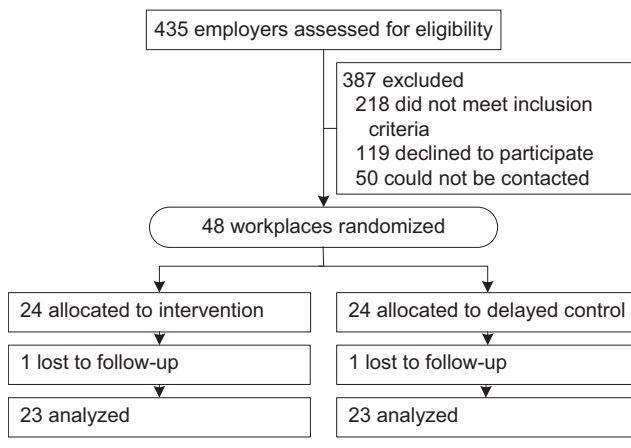 435 employers assessed for eligibility
387 excluded
218 did not meet inclusion
criteria
119 declined to participate
50 could not be contacted
48 workplaces randomized
24 allocated to intervention
24 allocated to delayed control
1 lost to follow-up
1 lost to follow-up
23 analyzed
23 analyzed